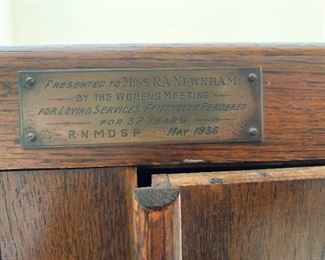 PRESENTED TO MISS R.A. NEWNHAM
BY THE WOMENS MEETING
FOR LOVING SERVICES FAITHFULLY RENDERED
FOR 37 YEARS
R.N.M.D.S.F. MAY 1936